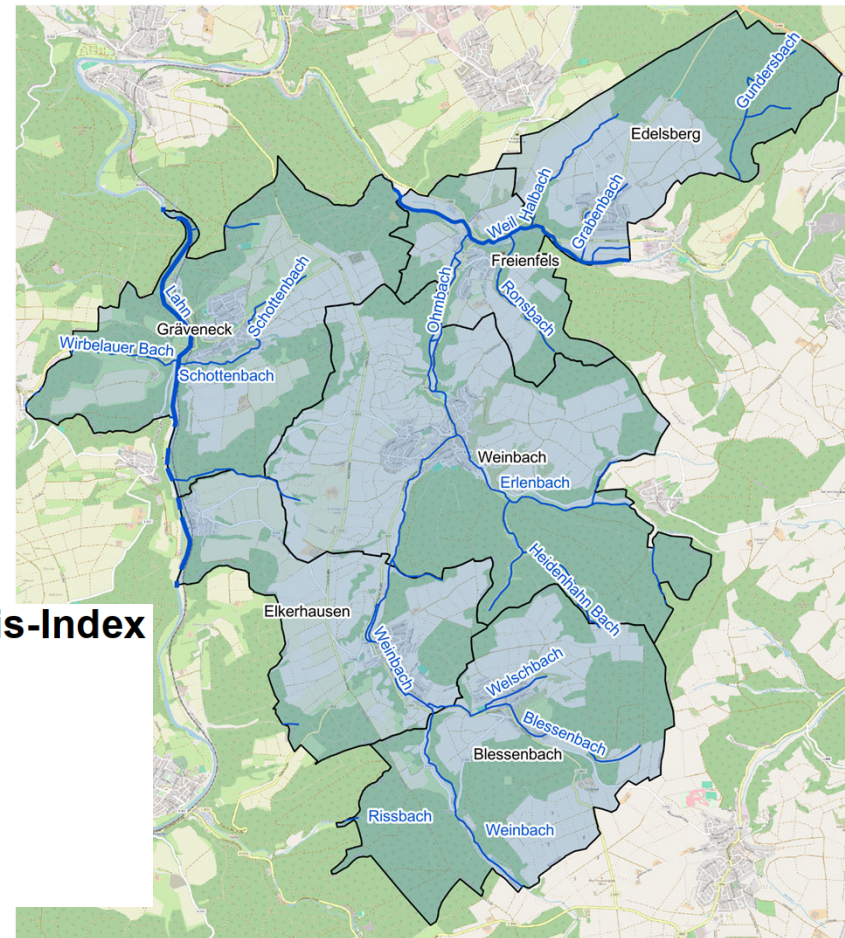 Gundersbach
Edelsberg
Halbach
Weil
Grabenbach
Freienfels
Ohmbach
Ronsbach
Lahn
Schottenbach
Gräveneck
Wirbelauer Bach
Schottenbach
Weinbach
Erlenbach
Heidenhahn Bach
is-Index
Elkerhausen
Weinbach
Welschbach
Blessenbach
Blessenbach
Rissbach
Weinbach